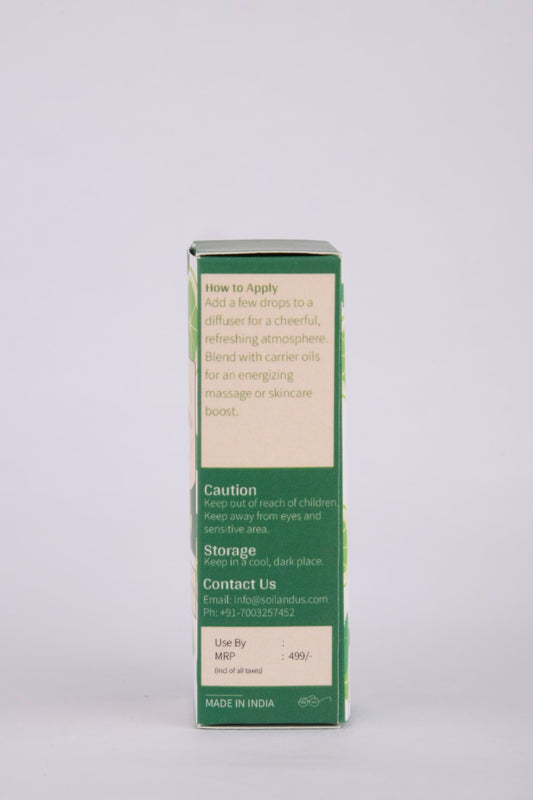 How to Apply
Add a few drops to a
diffuser for a cheerful,
refreshing atmosphere.
Blend with carrier oils
for an energizing
massage or skincare
boost.
Caution
Keep out of reach of children.
Keep away from eyes and
sensitive area.
Storage
Keep in a cool, dark place.
Contact Us
Email: info@soilandus.com
Ph: +91-7003257452
Use By :
MRP : 499/-
(Incl of all taxes)
MADE IN INDIA